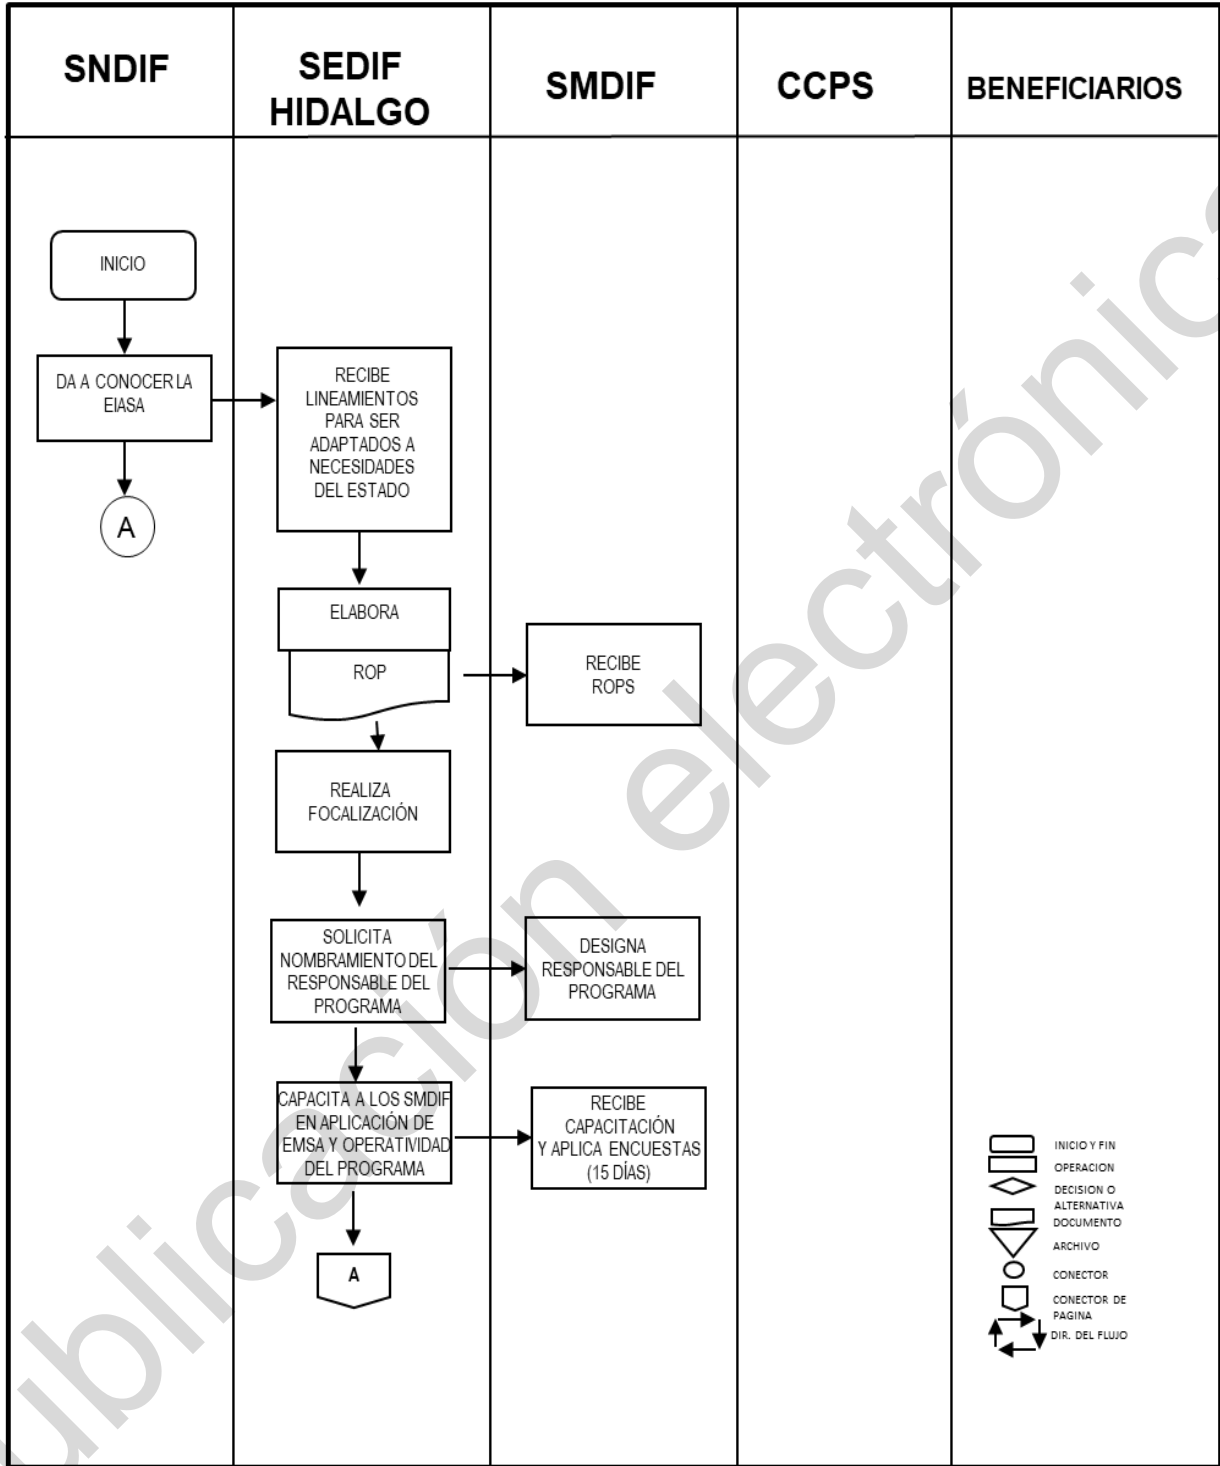 SNDIF
SEDIF
HIDALGO
SMDIF
CCPS
BENEFICIARIOS
INICIO
DA A CONOCER LA
EIASA
A
RECIBE
LINEAMIENTOS
PARA SER
ADAPTADOS A
NECESIDADES
DEL ESTADO
ELABORA
ROP
RECIBE
ROPS
REALIZA
FOCALIZACIÓN
SOLICITA
NOMBRAMIENTO DEL
RESPONSABLE DEL
PROGRAMA
DESIGNA
RESPONSABLE DEL
PROGRAMA
CAPACITA A LOS SMDIF
EN APLICACIÓN DE
EMSA Y OPERATIVIDAD
DEL PROGRAMA
RECIBE
CAPACITACIÓN
Y APLICA ENCUESTAS
(15 DÍAS)
A
INICIO Y FIN
OPERACION
DECISION O
ALTERNATIVA
DOCUMENTO
ARCHIVO
CONECTOR
CONECTOR DE
PAGINA
DIR. DEL FLUJO
ublicación electrónica